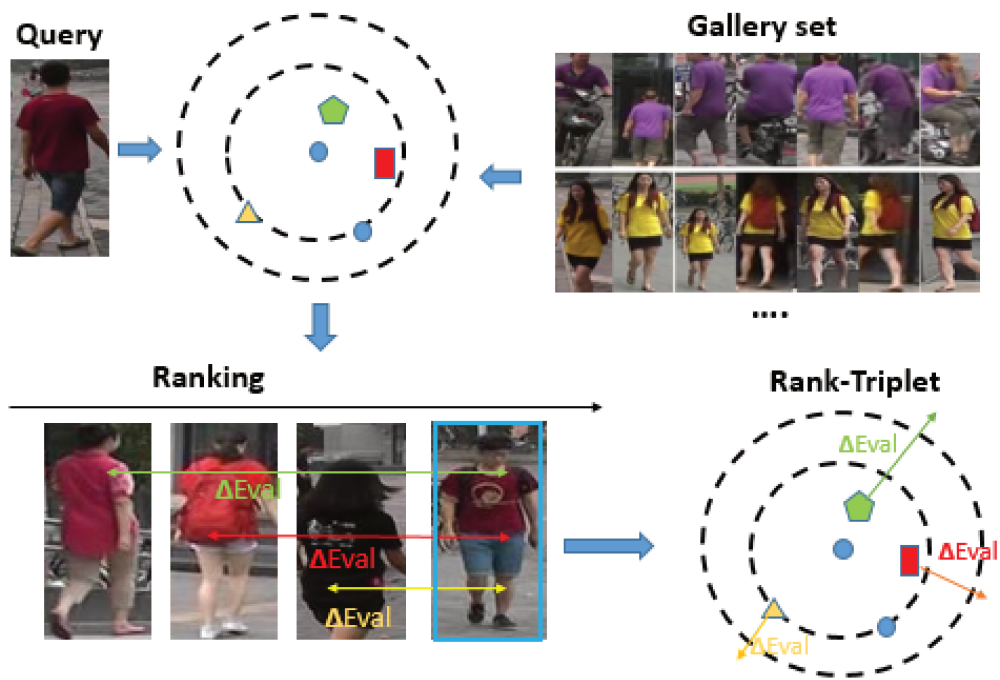 Query
Gallery set
....
Ranking
Rank-Triplet
ΔEval
ΔEval
ΔEval
ΔEval
ΔEval
ΔEval